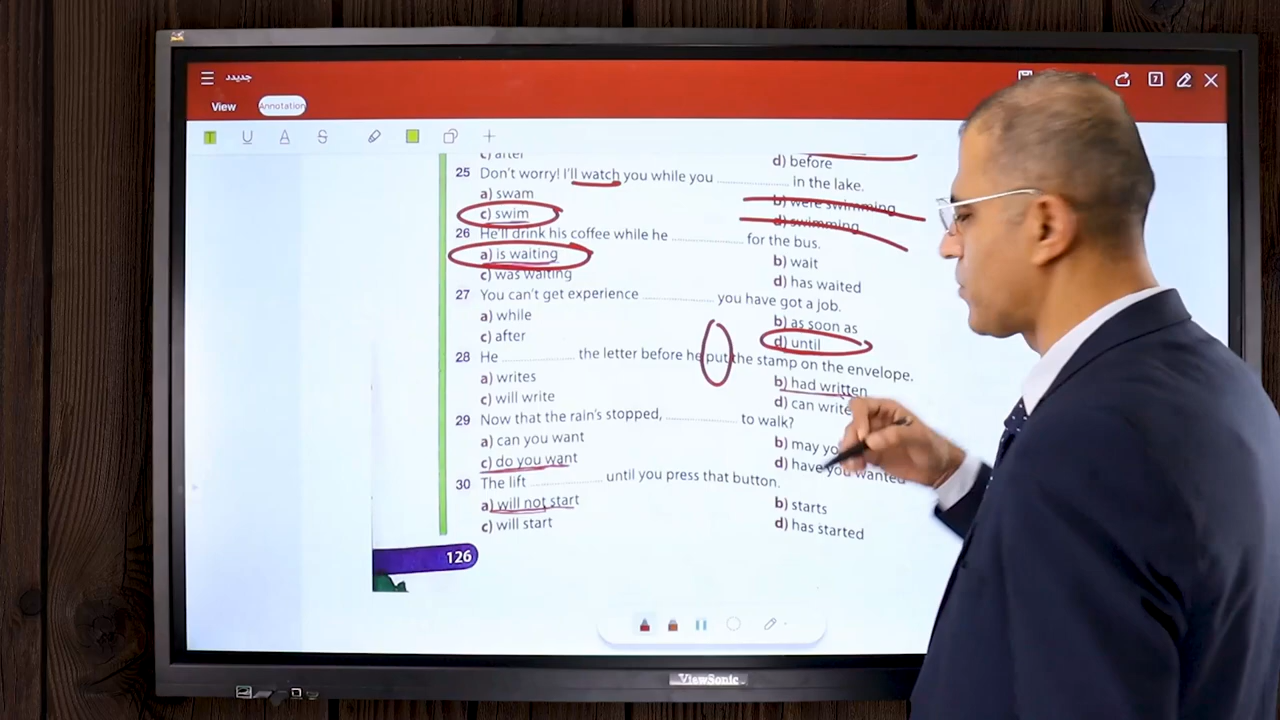 جديدد
View Annotation
T U A S
7
c) after
d) before
25 Don't worry! I'll watch you while you .............. in the lake.
a) swam
b) were swimming
c) swim
d) swimming
26 He'll drink his coffee while he .............. for the bus.
a) is waiting
b) wait
c) was waiting
d) has waited
27 You can't get experience .............. you have got a job.
a) while
b) as soon as
c) after
d) until
28 He .............. the letter before he put the stamp on the envelope.
a) writes
b) had written
c) will write
d) can write
29 Now that the rain's stopped, .............. to walk?
a) can you want
b) may yo
c) do you want
d) have you wanted
30 The lift .............. until you press that button.
a) will not start
b) starts
c) will start
d) has started
126
ViewSonic